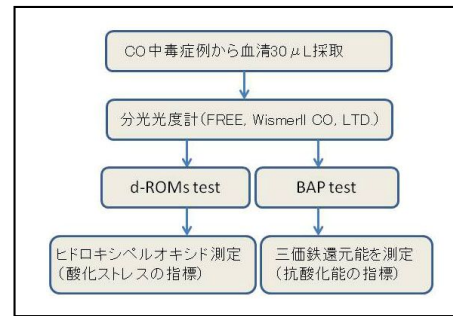 CO中毒症例から血清30μL採取
分光光度計(FREE, Wismerll CO, LTD.)
d-ROMs test
BAP test
ヒドロキシペルオキシド測定
(酸化ストレスの指標)
三価鉄還元能を測定
(抗酸化能の指標)